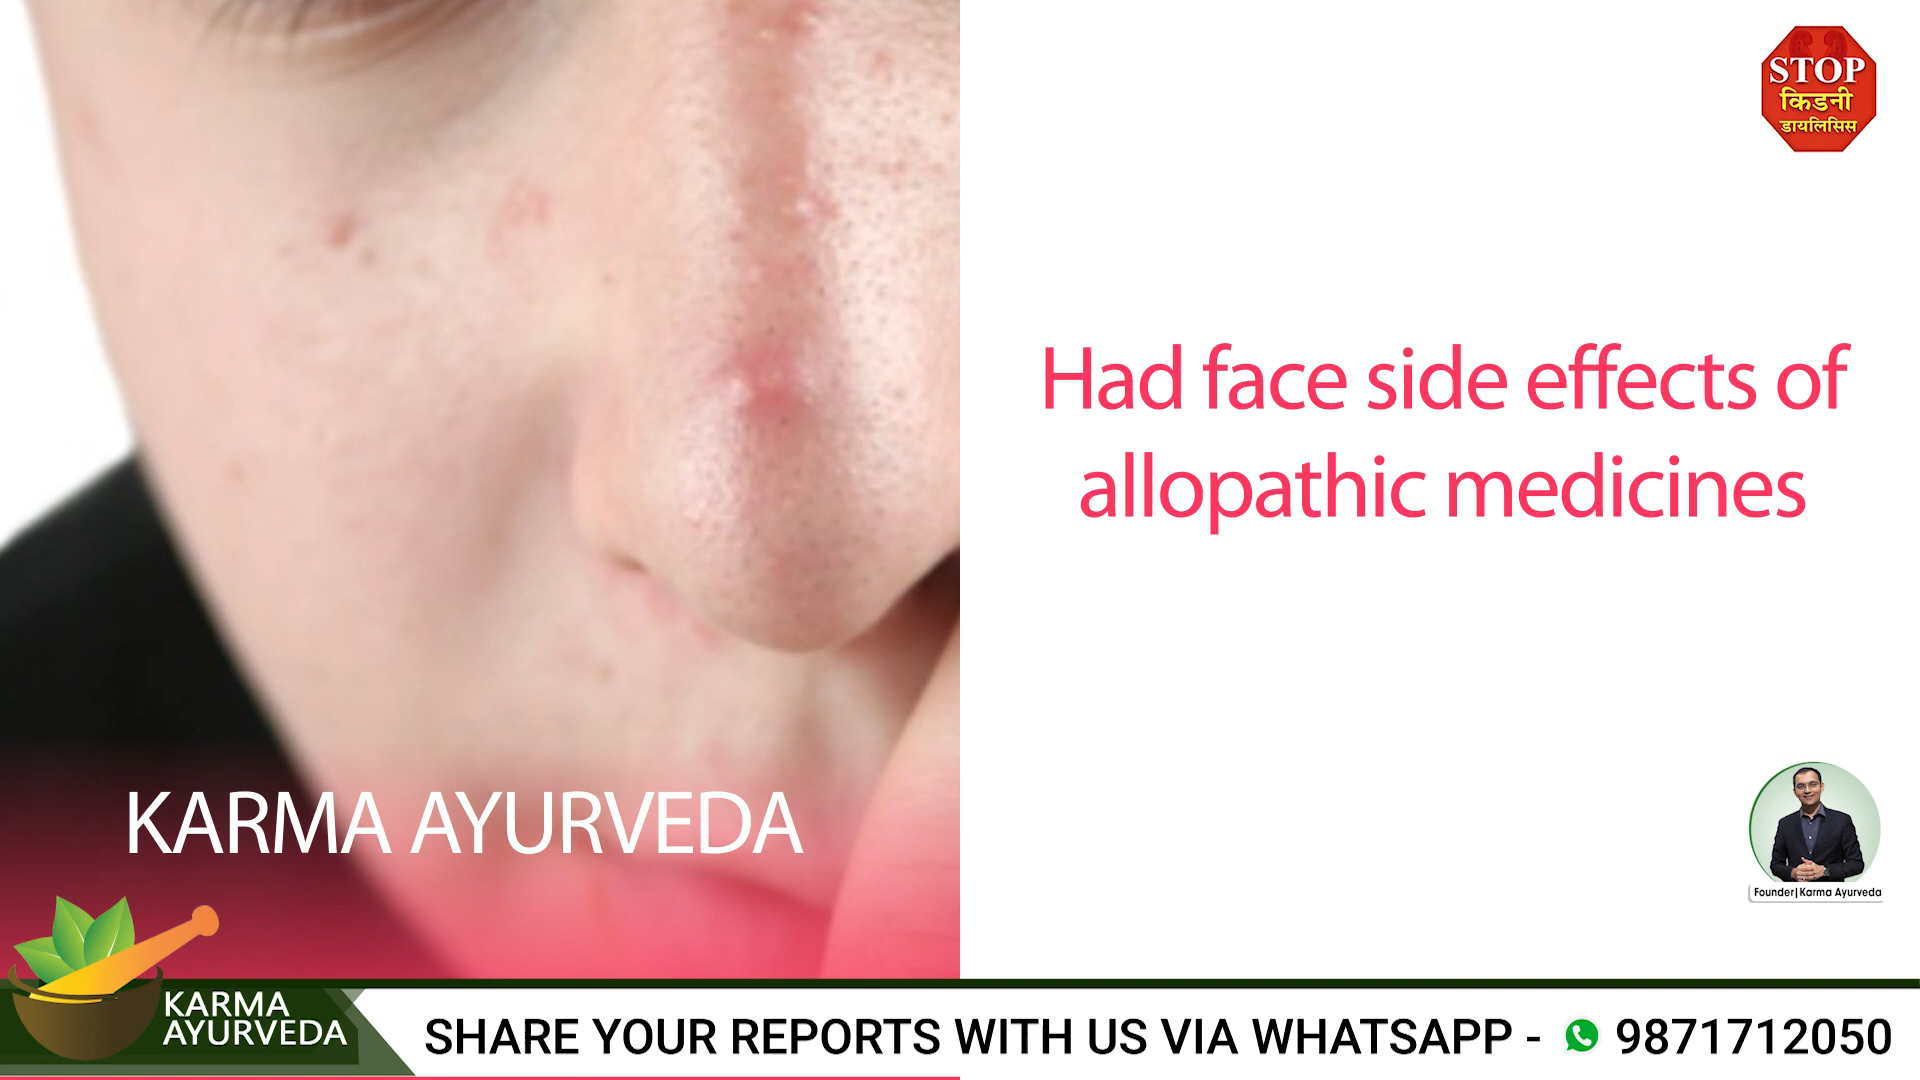 STOP
किडनी
डायलिसिस
Had face side effects of
allopathic medicines
KARMA AYURVEDA
Founder|Karma Ayurveda
KARMA
AYURVEDA
SHARE YOUR REPORTS WITH US VIA WHATSAPP - 9871712050